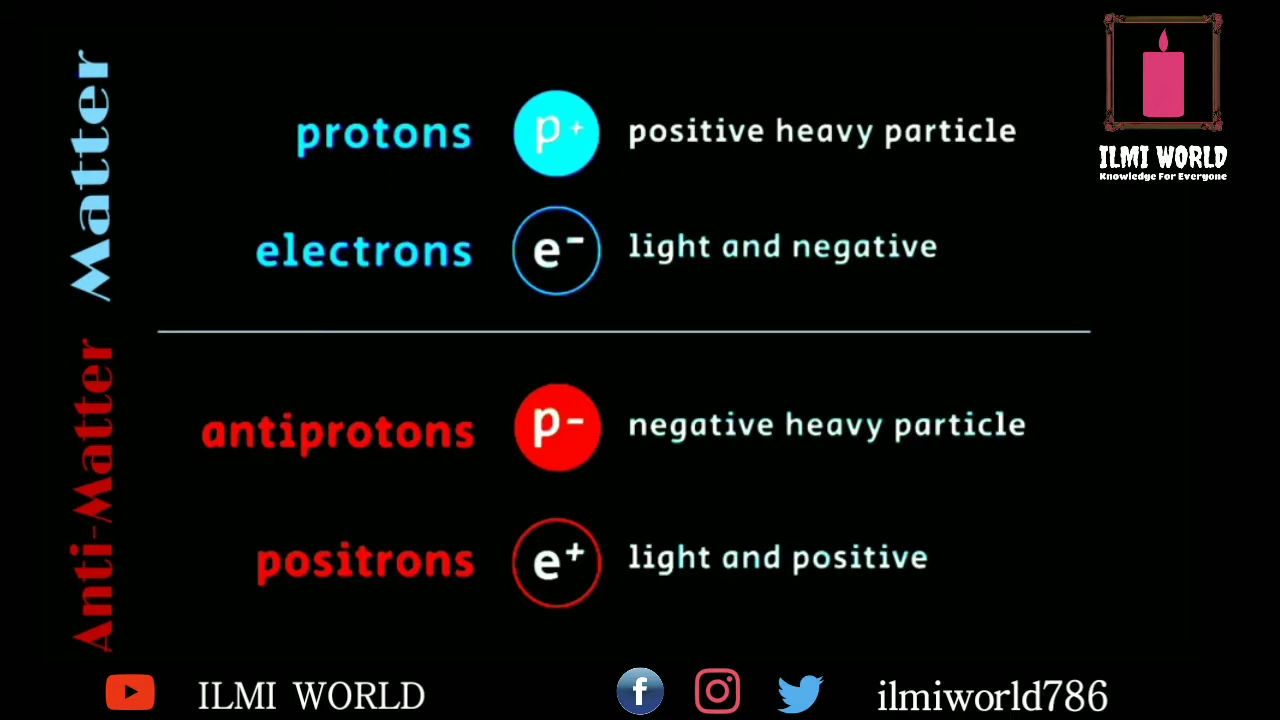 Matter
protons p+ positive heavy particle
electrons e- light and negative
Anti-Matter
antiprotons p- negative heavy particle
positrons e+ light and positive
ILMI WORLD
Knowledge For Everyone
ILMI WORLD
ilmiworld786